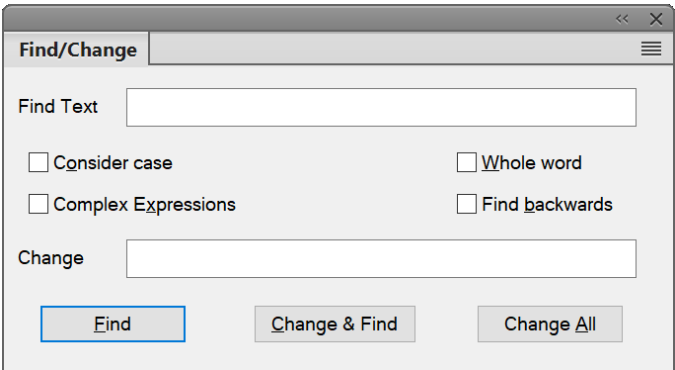 Find/Change
Find Text
Consider case Whole word
Complex Expressions Find backwards
Change
Find Change & Find Change All